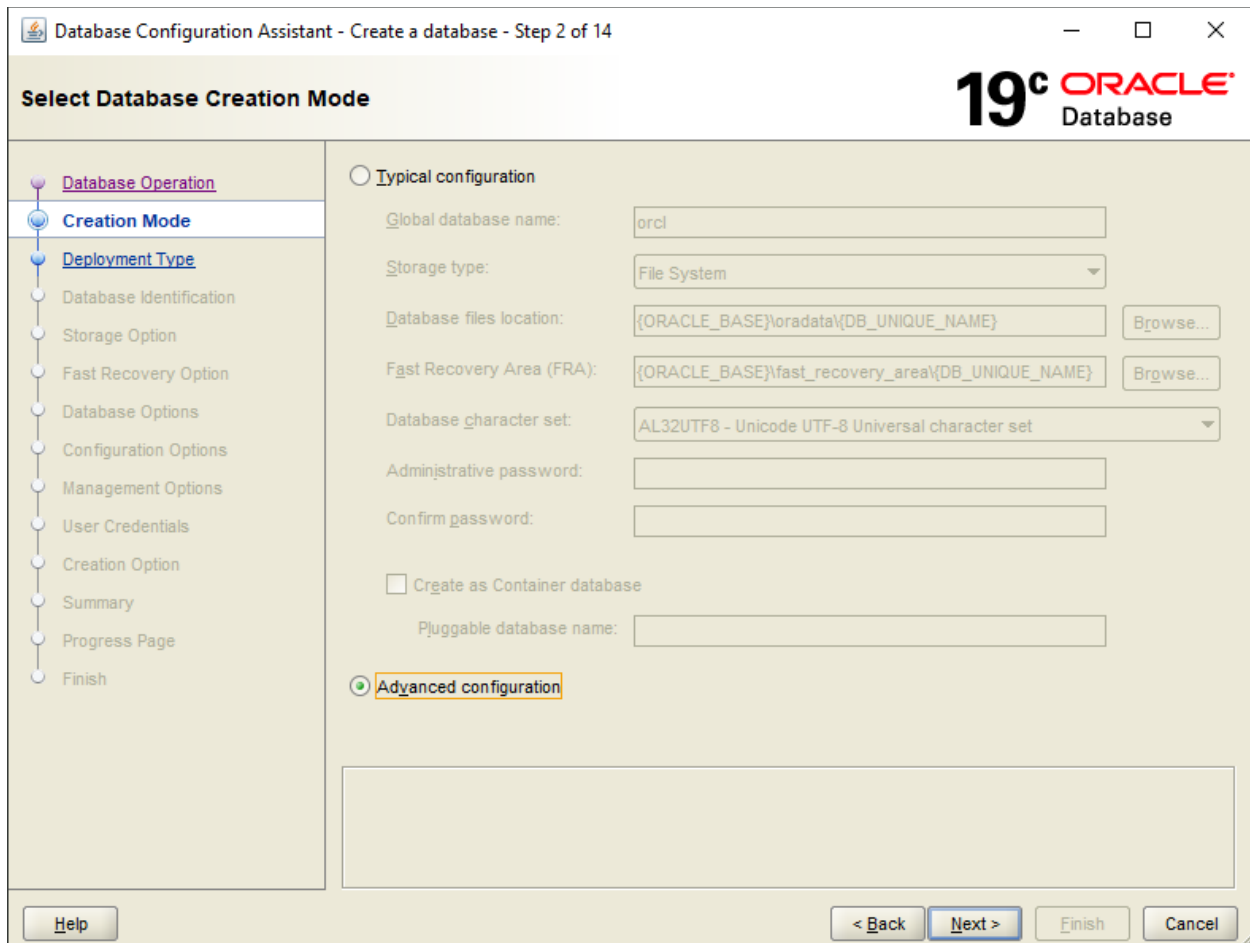 Database Configuration Assistant - Create a database - Step 2 of 14
Select Database Creation Mode
19c ORACLE
Database
Database Operation
Creation Mode
Deployment Type
Database Identification
Storage Option
Fast Recovery Option
Database Options
Configuration Options
Management Options
User Credentials
Creation Option
Summary
Progress Page
Finish
Typical configuration
Global database name: orcl
Storage type: File System
Database files location: {ORACLE_BASE}\oradata\{DB_UNIQUE_NAME} Browse...
Fast Recovery Area (FRA): {ORACLE_BASE}\fast_recovery_area\{DB_UNIQUE_NAME} Browse...
Database character set: AL32UTF8 - Unicode UTF-8 Universal character set
Administrative password:
Confirm password:
Create as Container database
Pluggable database name:
Advanced configuration
Help < Back Next > Finish Cancel